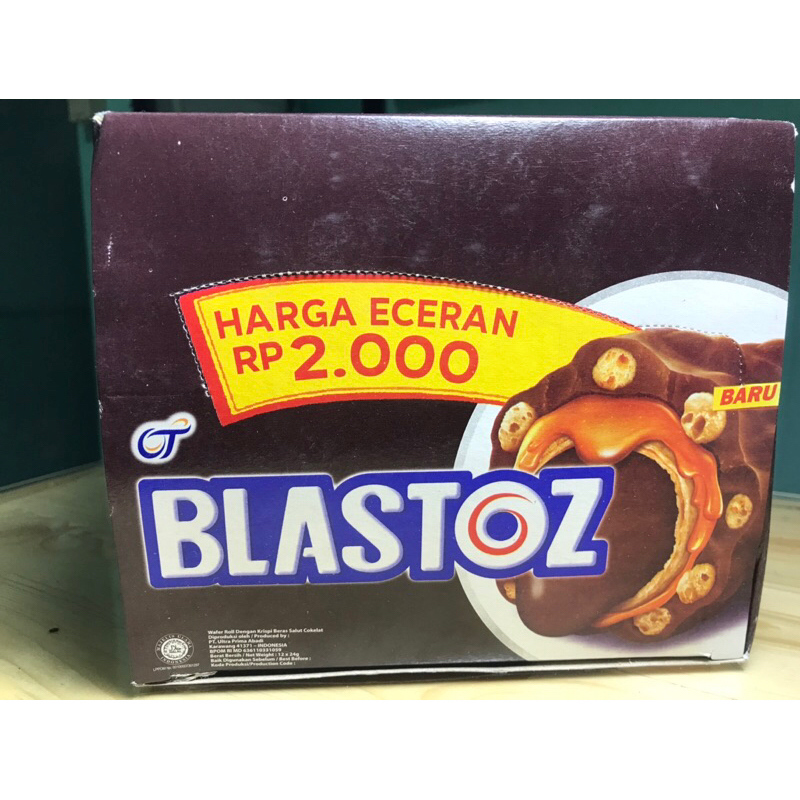 HARGA ECERAN
RP 2.000
BARU
OT
BLASTOZ
Wafer Roll Dengan Krispi Beras Salut Cokelat
Diproduksi oleh / Produced by :
PT. Ultra Prima Abadi
Karawang 41371 - INDONESIA
Berat Bersih / Net Weight : 12 x 24g
Baik Digunakan Sebelum / Best Before :
Kode Produksi/Production Code :